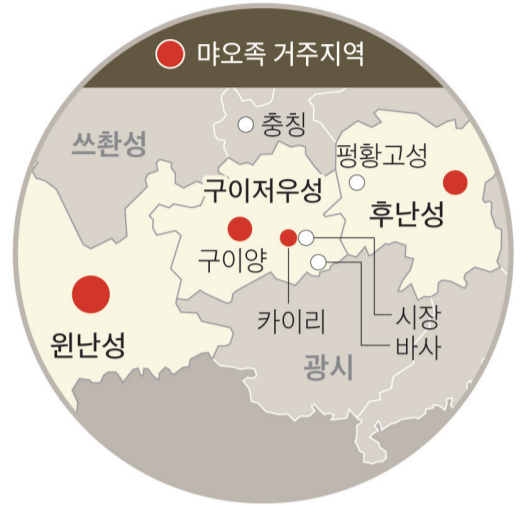 먀오족 거주지역
충칭
쓰촨성
펑황고성
구이저우성
후난성
구이양
카이리
시장
윈난성
바사
광시